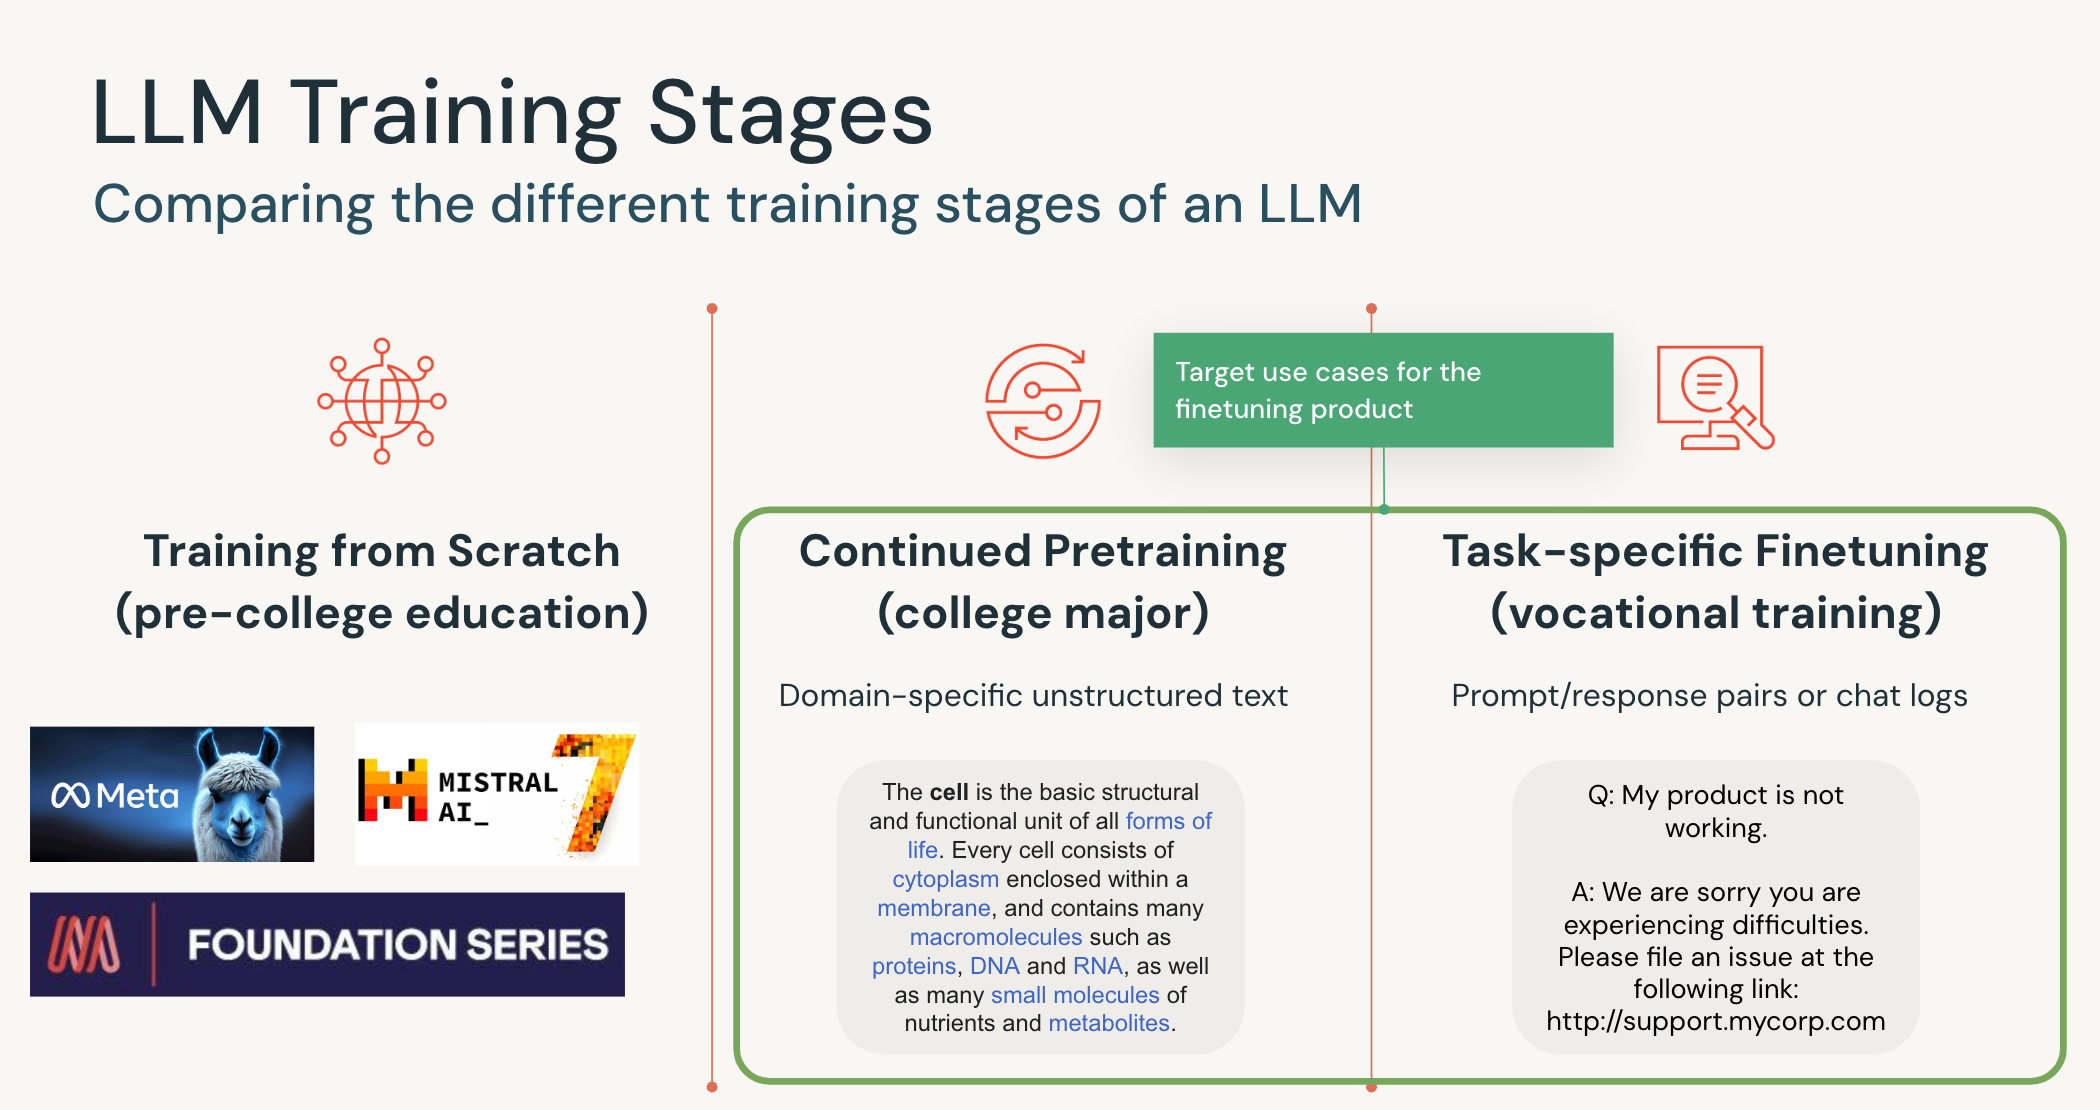 LLM Training Stages
Comparing the different training stages of an LLM
Target use cases for the
finetuning product
Training from Scratch
(pre-college education)
Meta
MISTRAL
AI_
7
FOUNDATION SERIES
Continued Pretraining
(college major)
Domain-specific unstructured text
The cell is the basic structural
and functional unit of all forms of
life. Every cell consists of
cytoplasm enclosed within a
membrane, and contains many
macromolecules such as
proteins, DNA and RNA, as well
as many small molecules of
nutrients and metabolites.
Task-specific Finetuning
(vocational training)
Prompt/response pairs or chat logs
Q: My product is not
working.
A: We are sorry you are
experiencing difficulties.
Please file an issue at the
following link:
http://support.mycorp.com